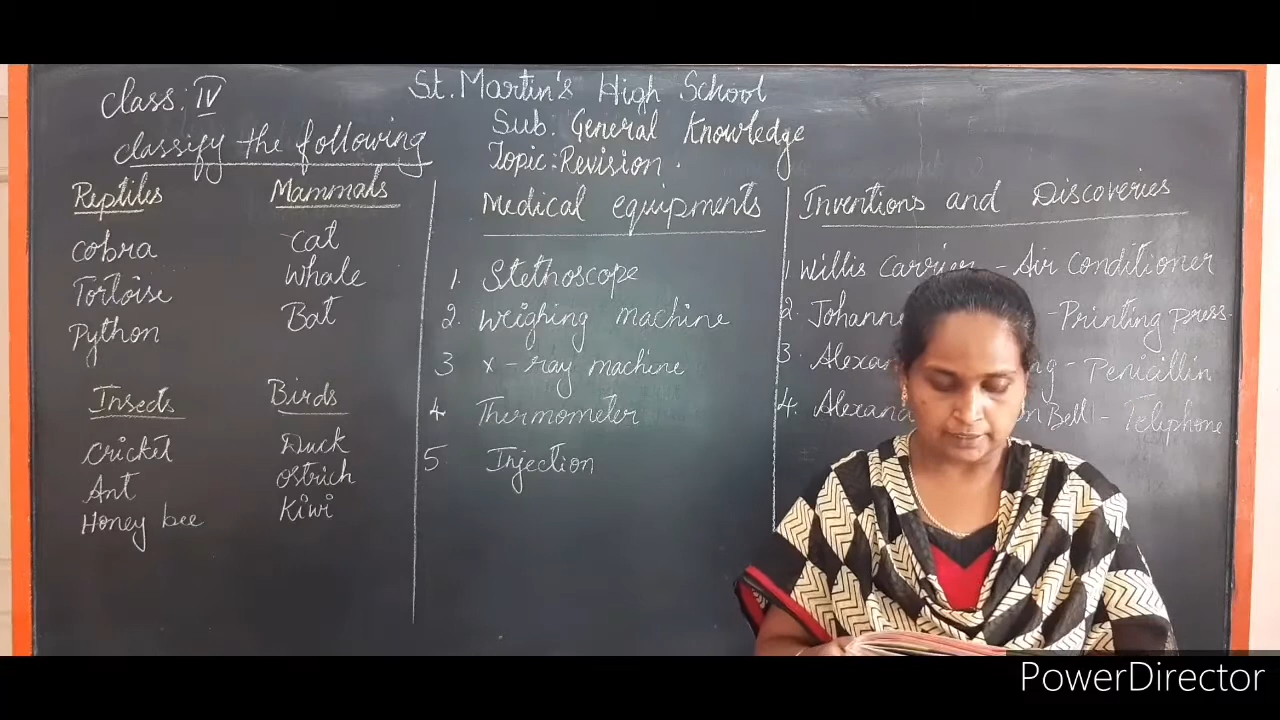 Class: IV
St. Martin's High School
Sub. General Knowledge
Topic: Revision.
classify the following
Reptiles
cobra
Tortoise
Python
Mammals
cat
whale
Bat
Insects
cricket
Ant
Honey bee
Birds
Duck
ostrich
Kiwi
Medical equipments
1. Stethoscope
2. weighing machine
3 x-ray machine
4 Thermometer
5. Injection
Inventions and Discoveries
1 Willis Carrier - Air conditioner
2. - Printing press.
3. - Penicillin
4. Bell - Telephone
PowerDirector